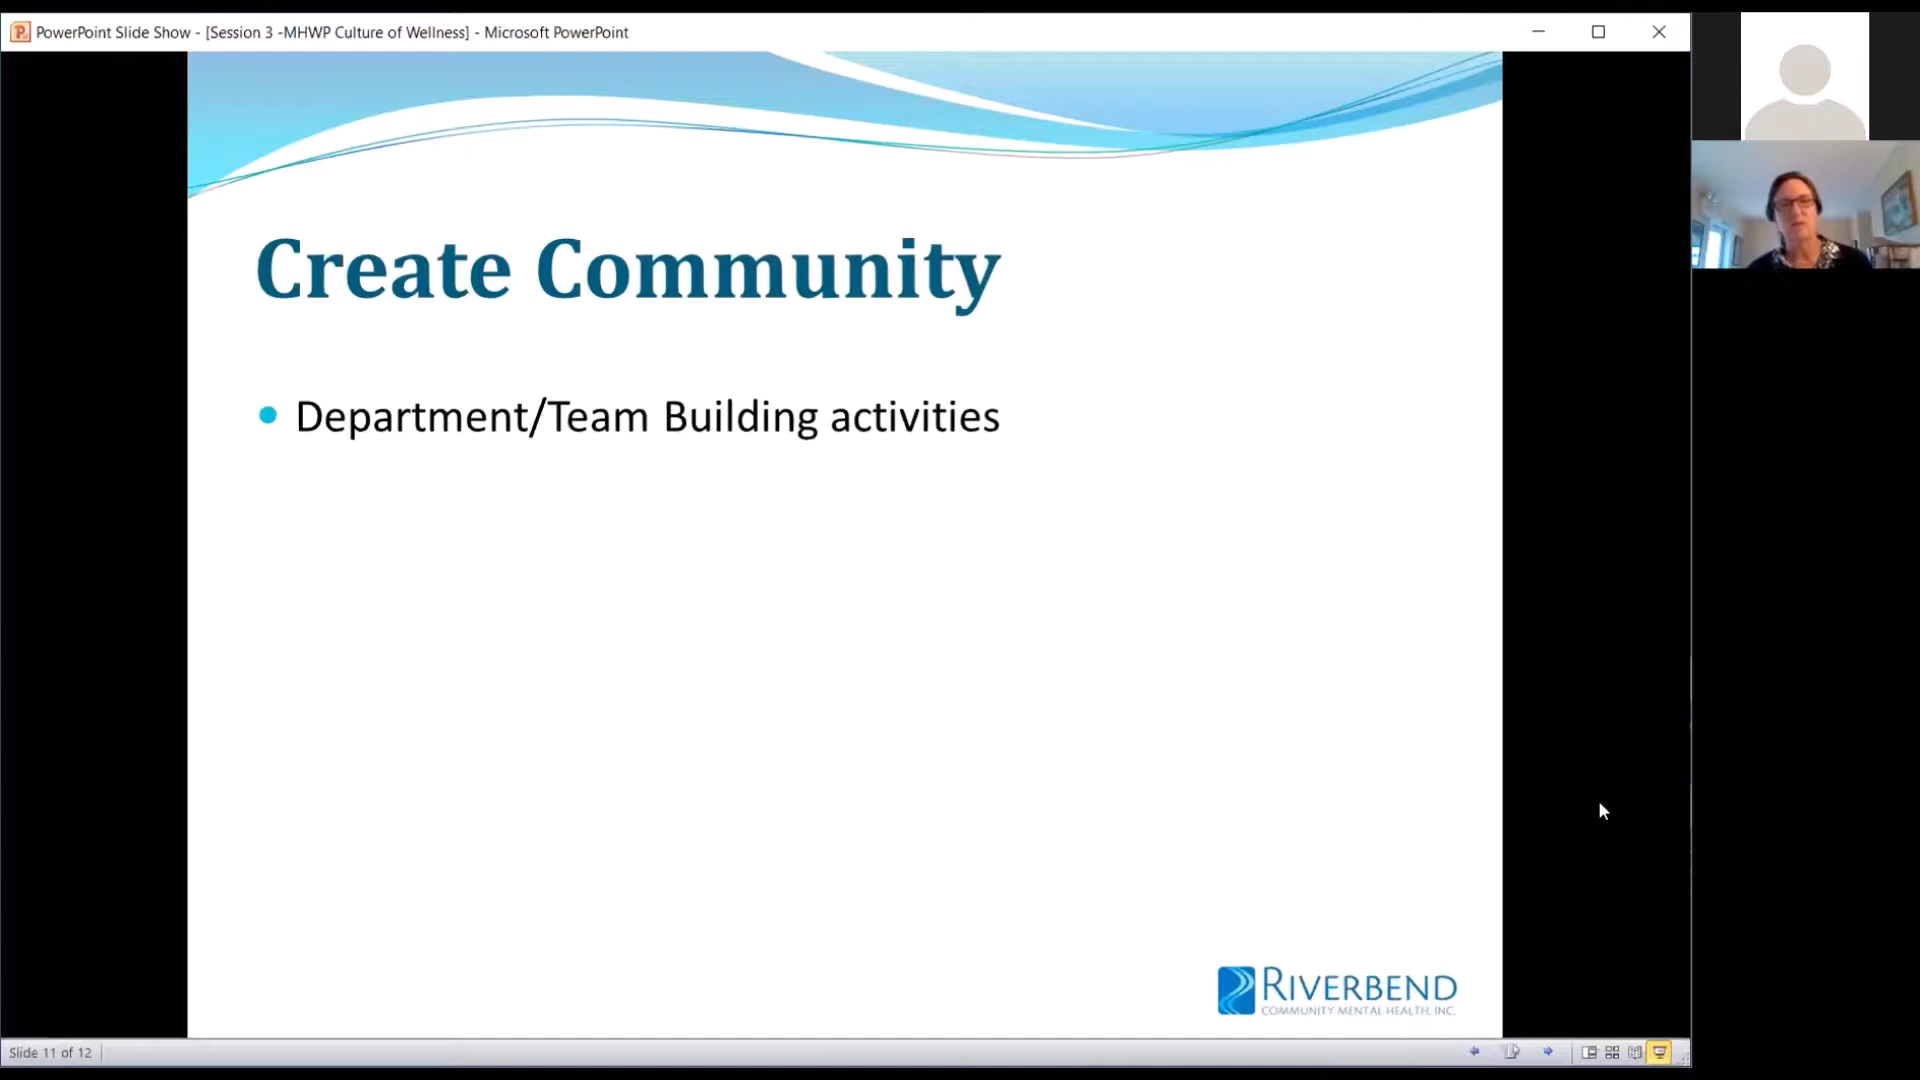 PowerPoint Slide Show - [Session 3 -MHWP Culture of Wellness] - Microsoft PowerPoint
Create Community
Department/Team Building activities
RIVERBEND
COMMUNITY MENTAL HEALTH, INC.
Slide 11 of 12